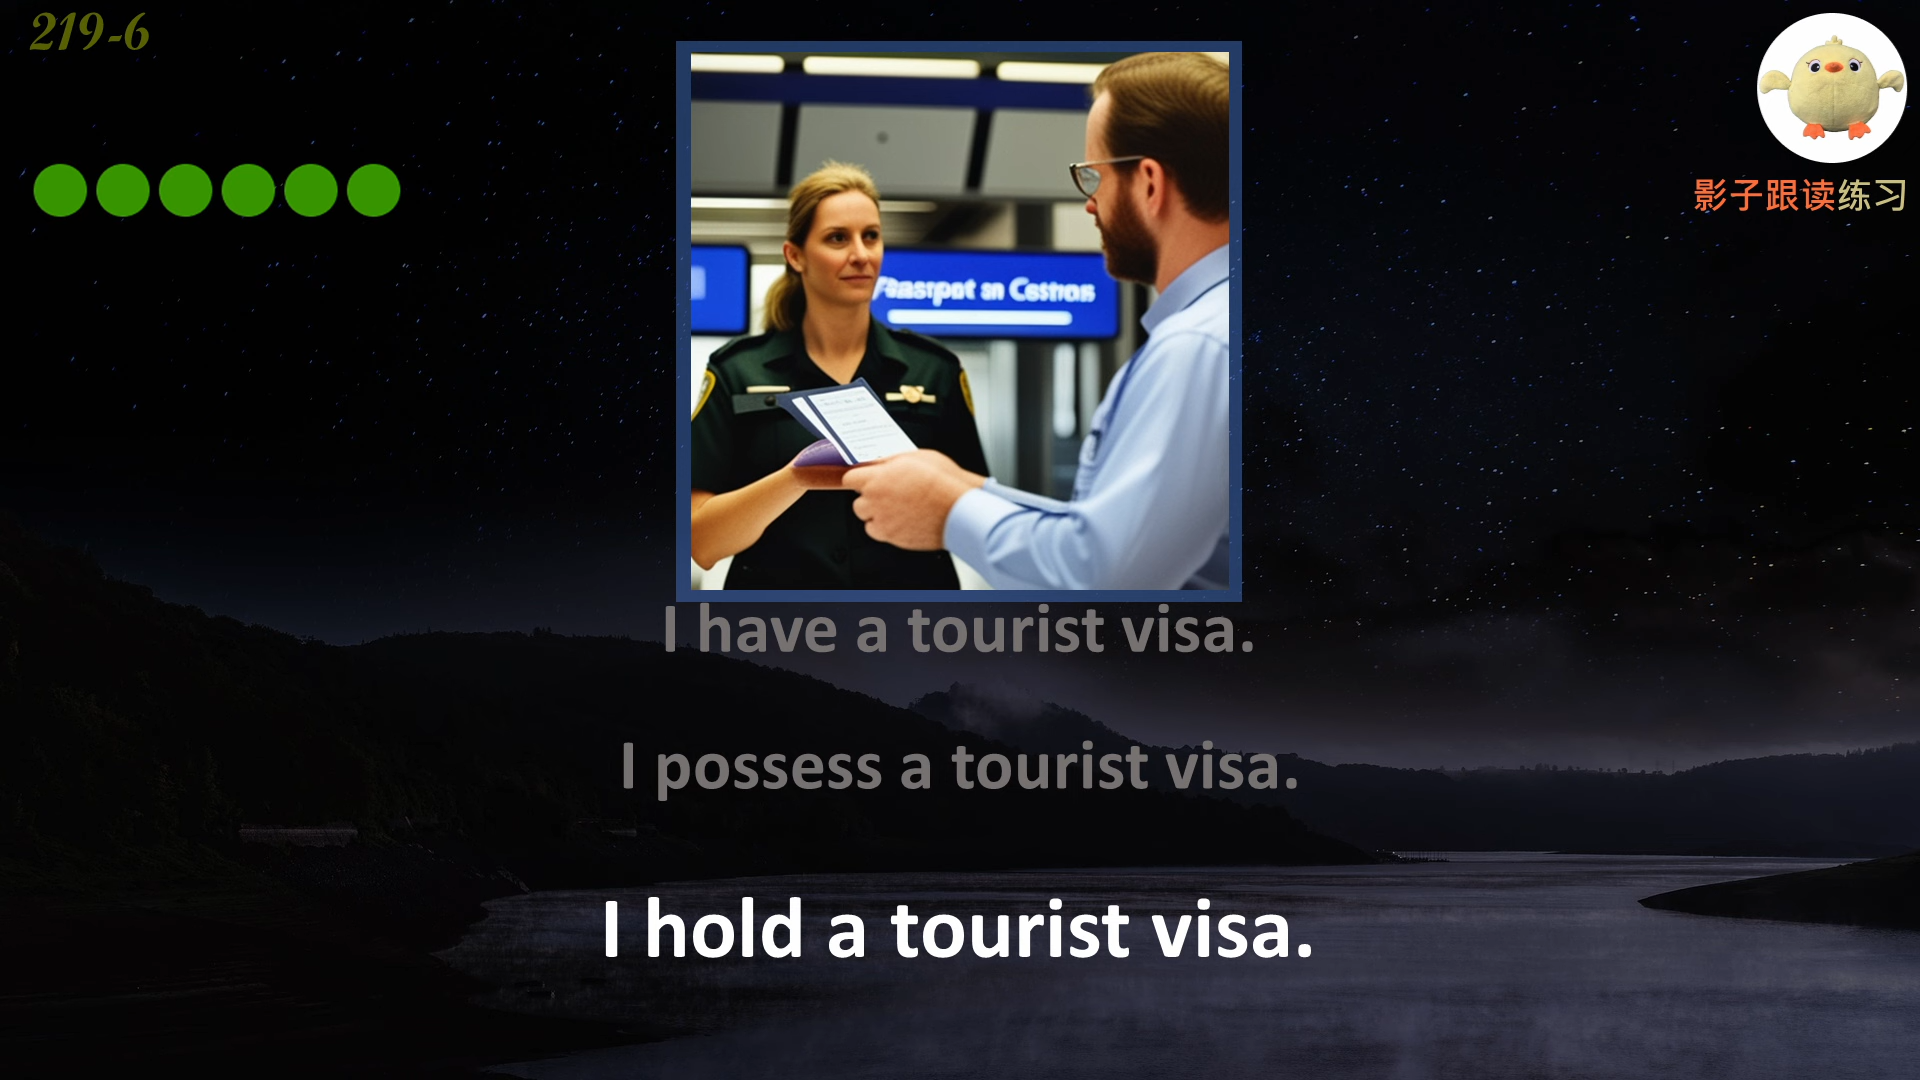 219-6
影子跟读练习
I have a tourist visa.
I possess a tourist visa.
I hold a tourist visa.